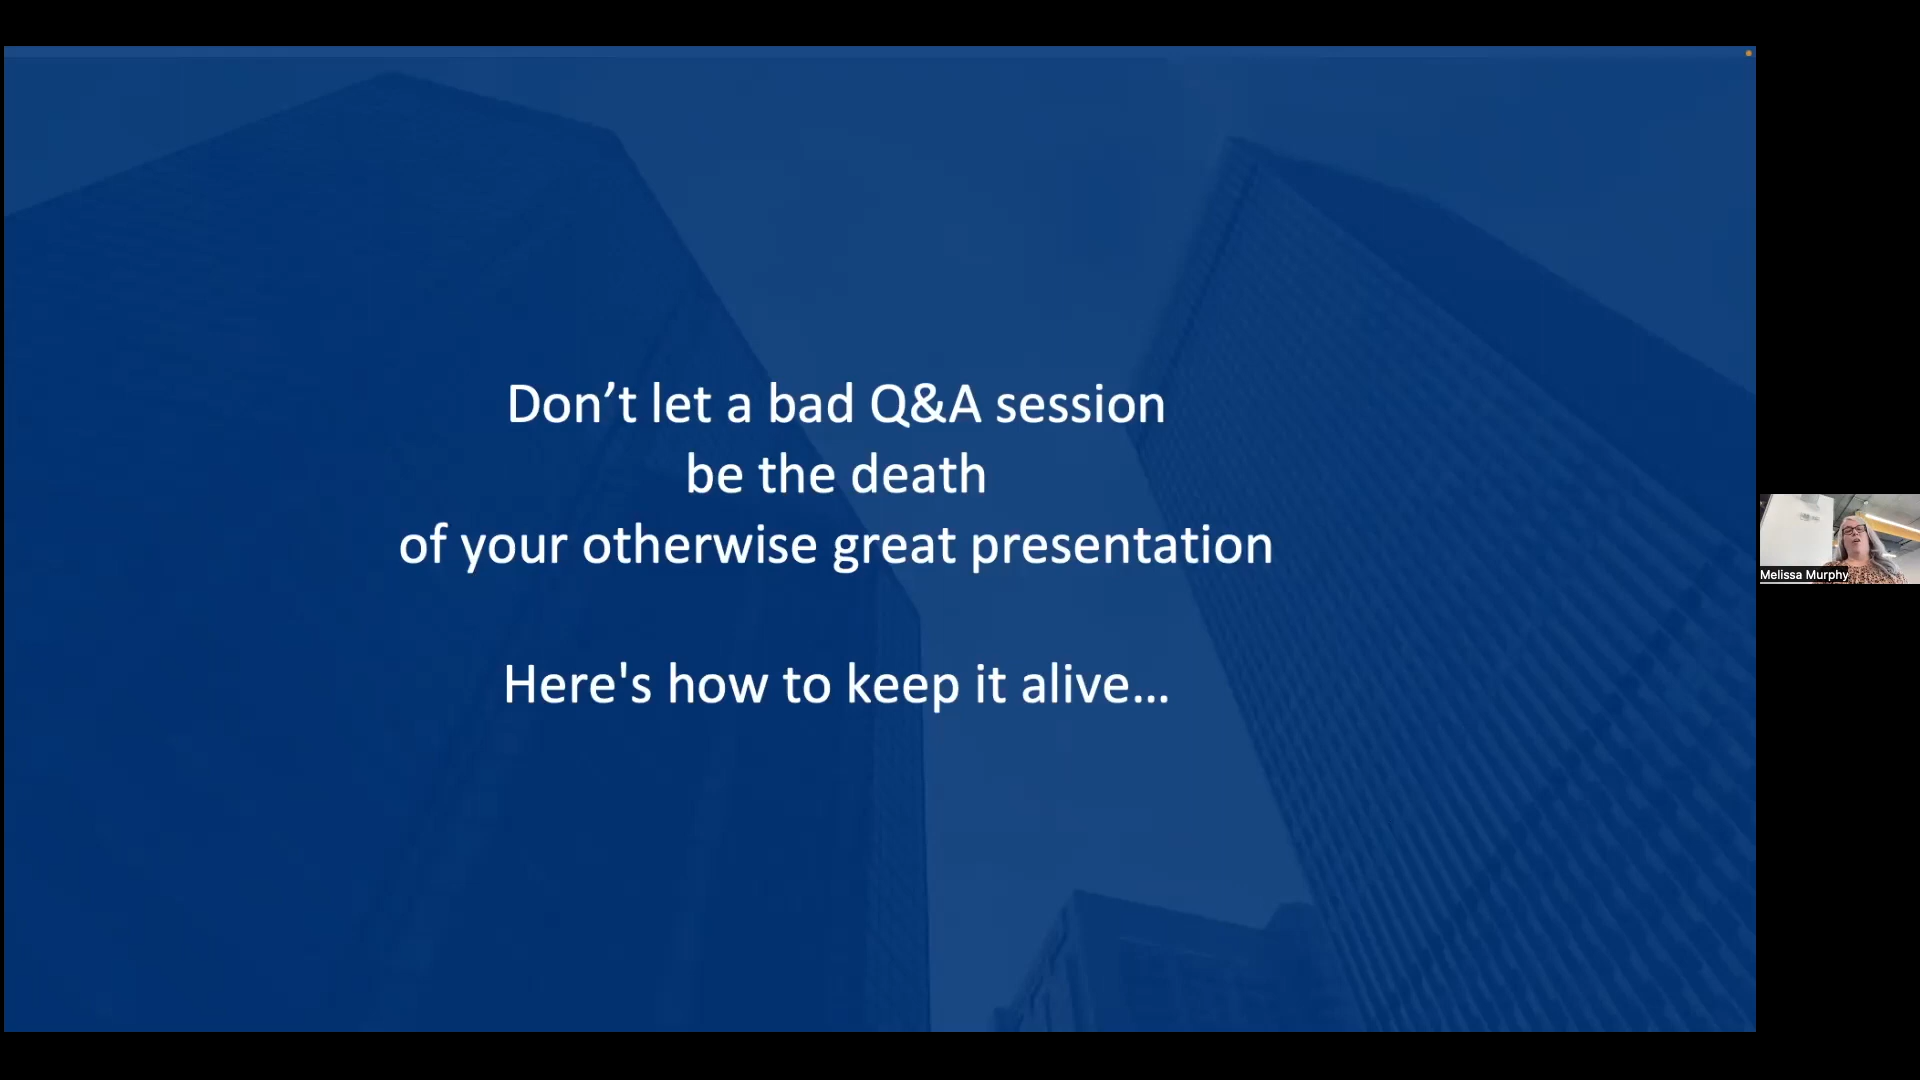 Don’t let a bad Q&A session
be the death
of your otherwise great presentation
Here's how to keep it alive…
Melissa Murphy